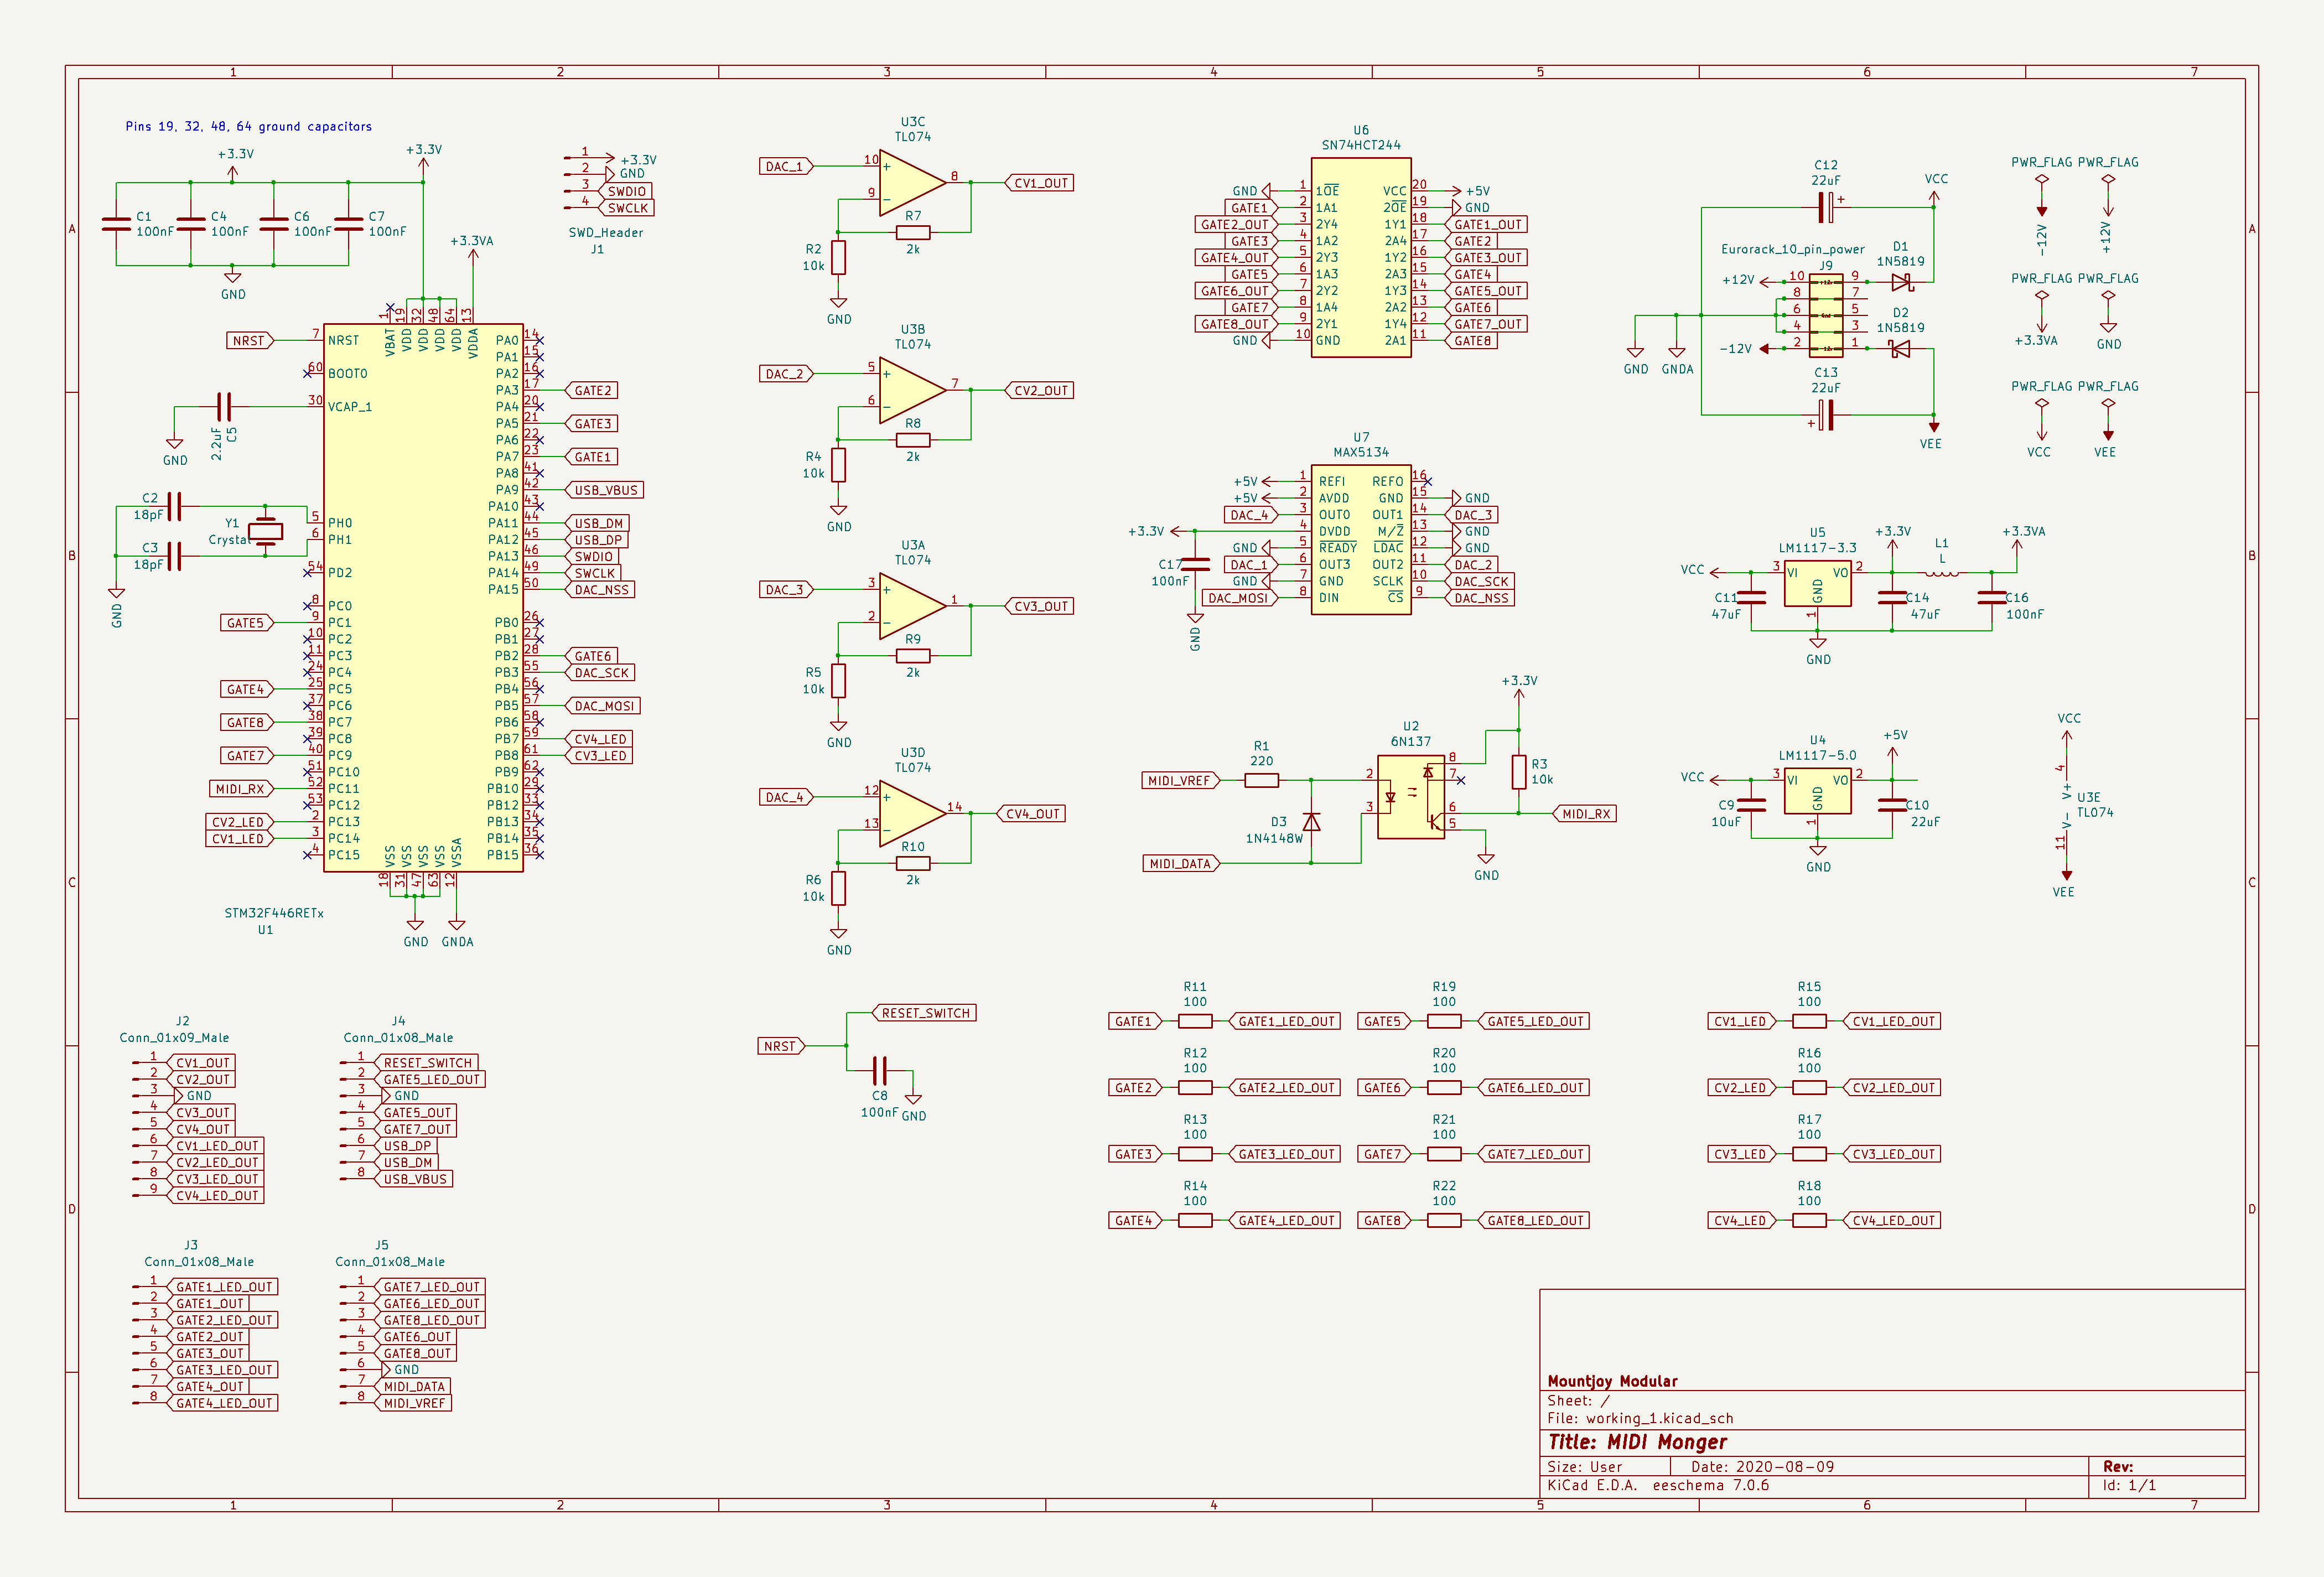 1 2 3 4 5 6 7
A
B
C
D
Pins 19, 32, 48, 64 ground capacitors
+3.3V
+3.3V
C1
100nF
C4
100nF
C6
100nF
C7
100nF
GND
+3.3VA
1 +3.3V
2 GND
3 SWDIO
4 SWCLK
SWD_Header
J1
1 VBAT
19 VDD
32 VDD
48 VDD
64 VDD
13 VDDA
NRST 7 NRST
60 BOOT0
30 VCAP_1
2.2uF
C5
GND
C2
18pF
C3
18pF
Y1
Crystal
GND
5 PH0
6 PH1
54 PD2
8 PC0
GATE5 9 PC1
10 PC2
11 PC3
24 PC4
GATE4 25 PC5
37 PC6
GATE8 38 PC7
39 PC8
GATE7 40 PC9
51 PC10
MIDI_RX 52 PC11
53 PC12
CV2_LED 2 PC13
CV1_LED 3 PC14
4 PC15
PA0 14
PA1 15
PA2 16
PA3 17 GATE2
PA4 20
PA5 21 GATE3
PA6 22
PA7 23 GATE1
PA8 41
PA9 42 USB_VBUS
PA10 43
PA11 44 USB_DM
PA12 45 USB_DP
PA13 46 SWDIO
PA14 49 SWCLK
PA15 50 DAC_NSS
PB0 26
PB1 27
PB2 28 GATE6
PB3 55 DAC_SCK
PB4 56
PB5 57 DAC_MOSI
PB6 58
PB7 59 CV4_LED
PB8 61 CV3_LED
PB9 62
PB10 29
PB12 33
PB13 34
PB14 35
PB15 36
VSS 18
VSS 31
VSS 47
VSS 63
VSSA 12
GND
GNDA
STM32F446RETx
U1
U3C
TL074
DAC_1 10 + 9 - 8 CV1_OUT
R7
2k
R2
10k
GND
U3B
TL074
DAC_2 5 + 6 - 7 CV2_OUT
R8
2k
R4
10k
GND
U3A
TL074
DAC_3 3 + 2 - 1 CV3_OUT
R9
2k
R5
10k
GND
U3D
TL074
DAC_4 12 + 13 - 14 CV4_OUT
R10
2k
R6
10k
GND
U6
SN74HCT244
GND 1 1OE VCC 20 +5V
GATE1 2 1A1 2OE 19 GND
GATE2_OUT 3 2Y4 1Y1 18 GATE1_OUT
GATE3 4 1A2 2A4 17 GATE2
GATE4_OUT 5 2Y3 1Y2 16 GATE3_OUT
GATE5 6 1A3 2A3 15 GATE4
GATE6_OUT 7 2Y2 1Y3 14 GATE5_OUT
GATE7 8 1A4 2A2 13 GATE6
GATE8_OUT 9 2Y1 1Y4 12 GATE7_OUT
GND 10 GND 2A1 11 GATE8
U7
MAX5134
+5V 1 REFI REFO 16
+5V 2 AVDD GND 15 GND
DAC_4 3 OUT0 OUT1 14 DAC_3
+3.3V 4 DVDD M/Z 13 GND
GND 5 READY LDAC 12 GND
DAC_1 6 OUT3 OUT2 11 DAC_2
GND 7 GND SCLK 10 DAC_SCK
DAC_MOSI 8 DIN CS 9 DAC_NSS
C17
100nF
GND
+3.3V
U2
6N137
R1
220
MIDI_VREF 2
D3
1N4148W
MIDI_DATA 3
8
7
6
5
R3
10k
MIDI_RX
GND
C12
22uF
VCC
Eurorack_10_pin_power
J9
+12V 10 9
8 7
6 5
4 3
-12V 2 1
D1
1N5819
D2
1N5819
C13
22uF
VEE
GND GNDA
PWR_FLAG PWR_FLAG
-12V +12V
PWR_FLAG PWR_FLAG
+3.3VA GND
PWR_FLAG PWR_FLAG
VCC VEE
U5
LM1117-3.3
VCC 3 VI VO 2
GND 1
+3.3V
L1
L
+3.3VA
C11
47uF
C14
47uF
C16
100nF
GND
U4
LM1117-5.0
VCC 3 VI VO 2
GND 1
+5V
C9
10uF
C10
22uF
GND
VCC
4 V+
U3E
TL074
11 V-
VEE
RESET_SWITCH
NRST
C8
100nF
GND
R11
100
GATE1 GATE1_LED_OUT
R12
100
GATE2 GATE2_LED_OUT
R13
100
GATE3 GATE3_LED_OUT
R14
100
GATE4 GATE4_LED_OUT
R19
100
GATE5 GATE5_LED_OUT
R20
100
GATE6 GATE6_LED_OUT
R21
100
GATE7 GATE7_LED_OUT
R22
100
GATE8 GATE8_LED_OUT
R15
100
CV1_LED CV1_LED_OUT
R16
100
CV2_LED CV2_LED_OUT
R17
100
CV3_LED CV3_LED_OUT
R18
100
CV4_LED CV4_LED_OUT
J2
Conn_01x09_Male
1 CV1_OUT
2 CV2_OUT
3 GND
4 CV3_OUT
5 CV4_OUT
6 CV1_LED_OUT
7 CV2_LED_OUT
8 CV3_LED_OUT
9 CV4_LED_OUT
J4
Conn_01x08_Male
1 RESET_SWITCH
2 GATE5_LED_OUT
3 GND
4 GATE5_OUT
5 GATE7_OUT
6 USB_DP
7 USB_DM
8 USB_VBUS
J3
Conn_01x08_Male
1 GATE1_LED_OUT
2 GATE1_OUT
3 GATE2_LED_OUT
4 GATE2_OUT
5 GATE3_OUT
6 GATE3_LED_OUT
7 GATE4_OUT
8 GATE4_LED_OUT
J5
Conn_01x08_Male
1 GATE7_LED_OUT
2 GATE6_LED_OUT
3 GATE8_LED_OUT
4 GATE6_OUT
5 GATE8_OUT
6 GND
7 MIDI_DATA
8 MIDI_VREF
Mountjoy Modular
Sheet: /
File: working_1.kicad_sch
Title: MIDI Monger
Size: User Date: 2020-08-09 Rev:
KiCad E.D.A. eeschema 7.0.6 Id: 1/1
A
B
C
D
1 2 3 4 5 6 7